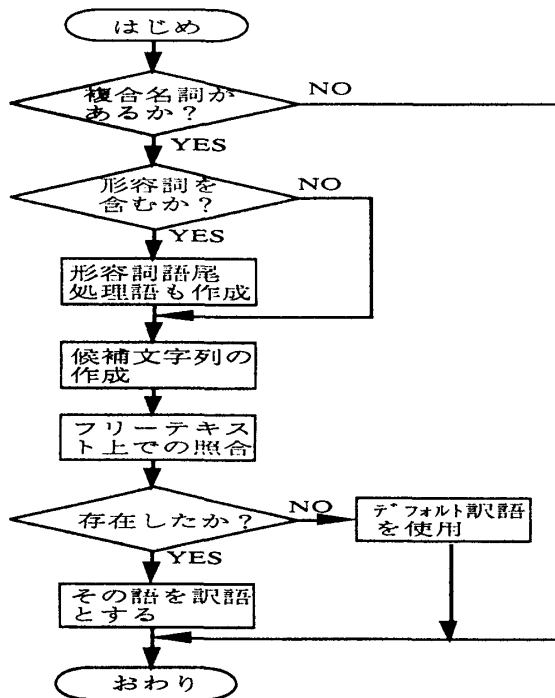 はじめ
複合名詞が
あるか？
NO
YES
形容詞を
含むか？
NO
YES
形容詞語尾
処理語も作成
候補文字列の
作成
フリーテキス
ト上での照合
存在したか？
NO
デフォルト訳語
を使用
YES
その語を訳語
とする
おわり